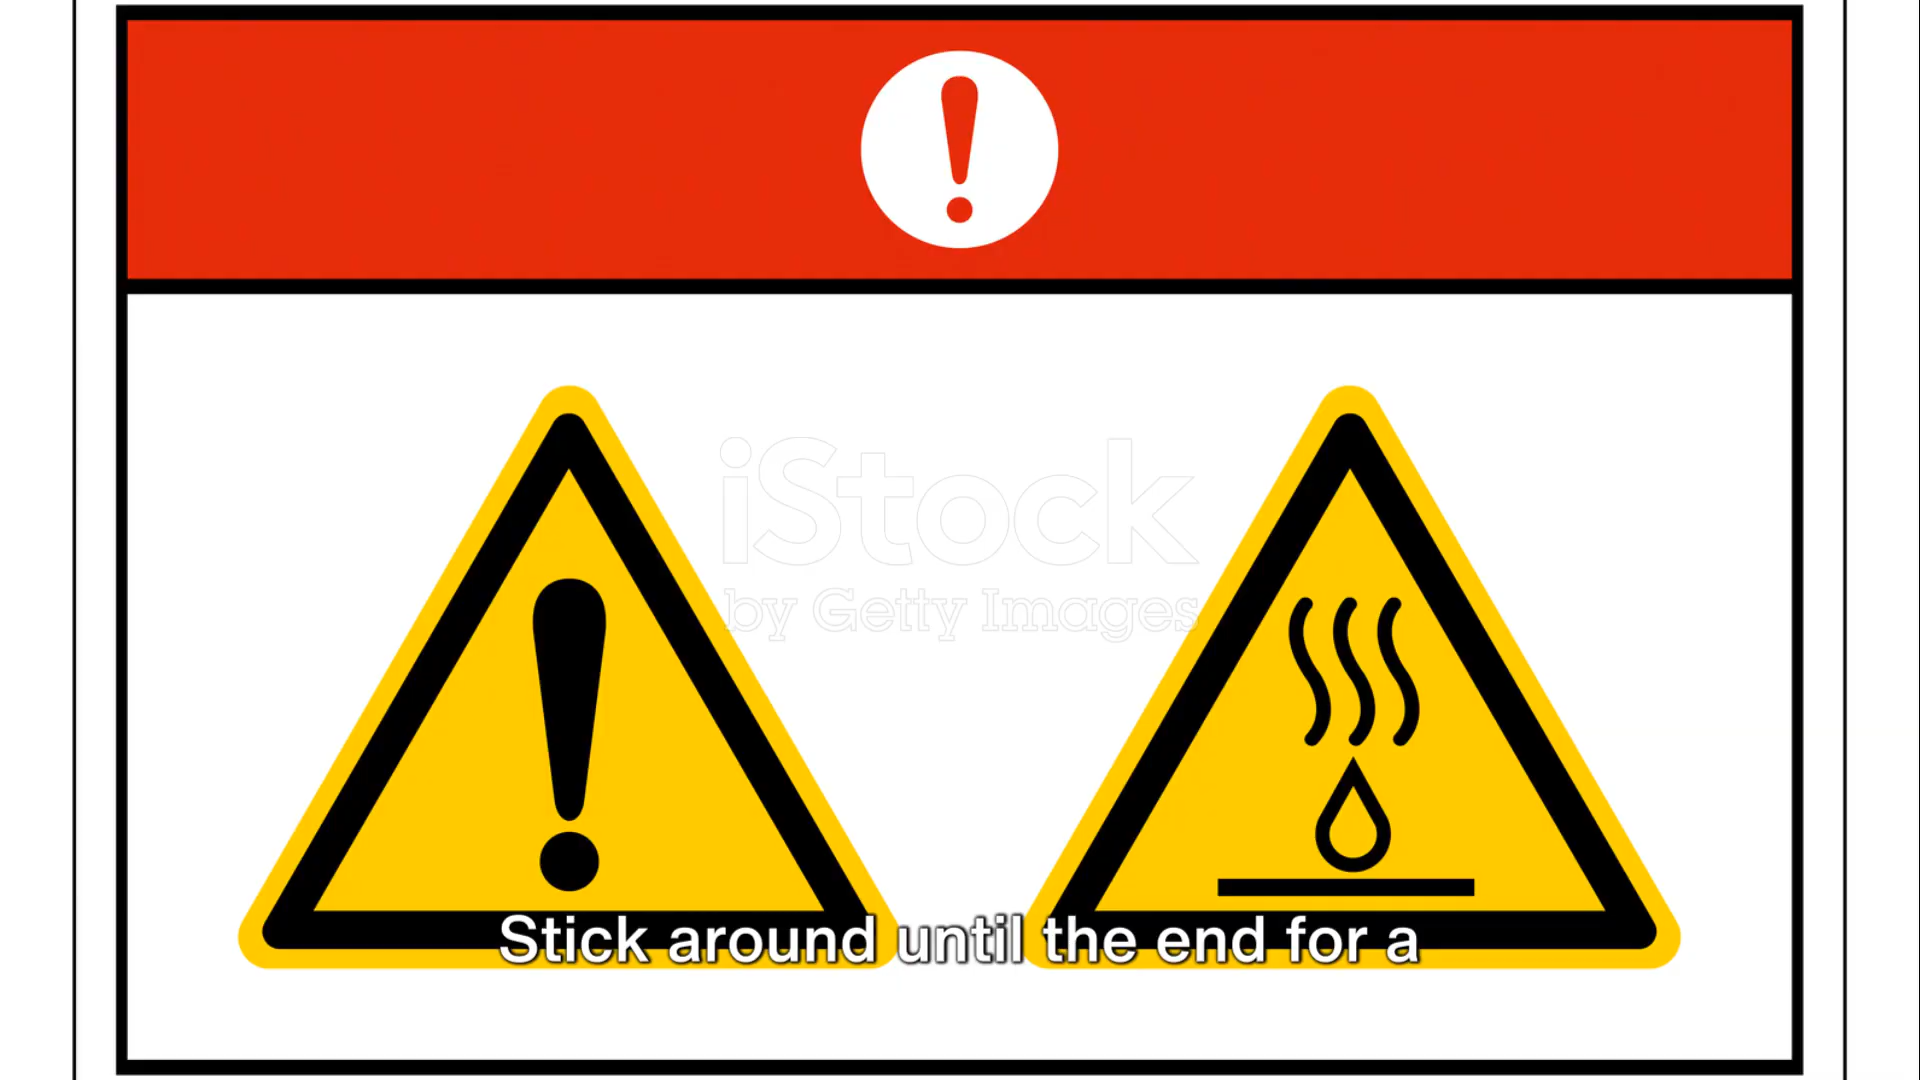 !
iStock
by Getty Images
!
Stick around until the end for a